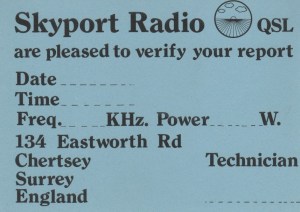 Skyport Radio QSL
are pleased to verify your report
Date
Time
Freq. KHz. Power W.
134 Eastworth Rd
Chertsey Technician
Surrey
England